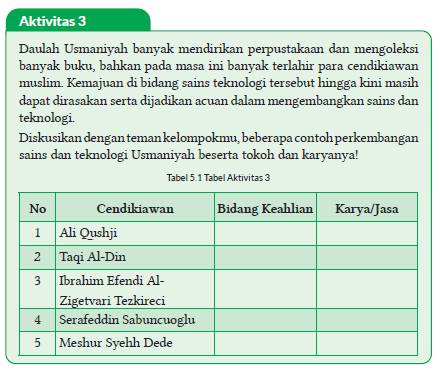 Aktivitas 3
Daulah Usmaniyah banyak mendirikan perpustakaan dan mengoleksi
banyak buku, bahkan pada masa ini banyak terlahir para cendikiawan
muslim. Kemajuan di bidang sains teknologi tersebut hingga kini masih
dapat dirasakan serta dijadikan acuan dalam mengembangkan sains dan
teknologi.
Diskusikan dengan teman kelompokmu, beberapa contoh perkembangan
sains dan teknologi Usmaniyah beserta tokoh dan karyanya!
Tabel 5.1 Tabel Aktivitas 3
No Cendikiawan Bidang Keahlian Karya/Jasa
1 Ali Qushji
2 Taqi Al-Din
3 Ibrahim Efendi Al-
Zigetvari Tezkireci
4 Serafeddin Sabuncuoglu
5 Meshur Syehh Dede